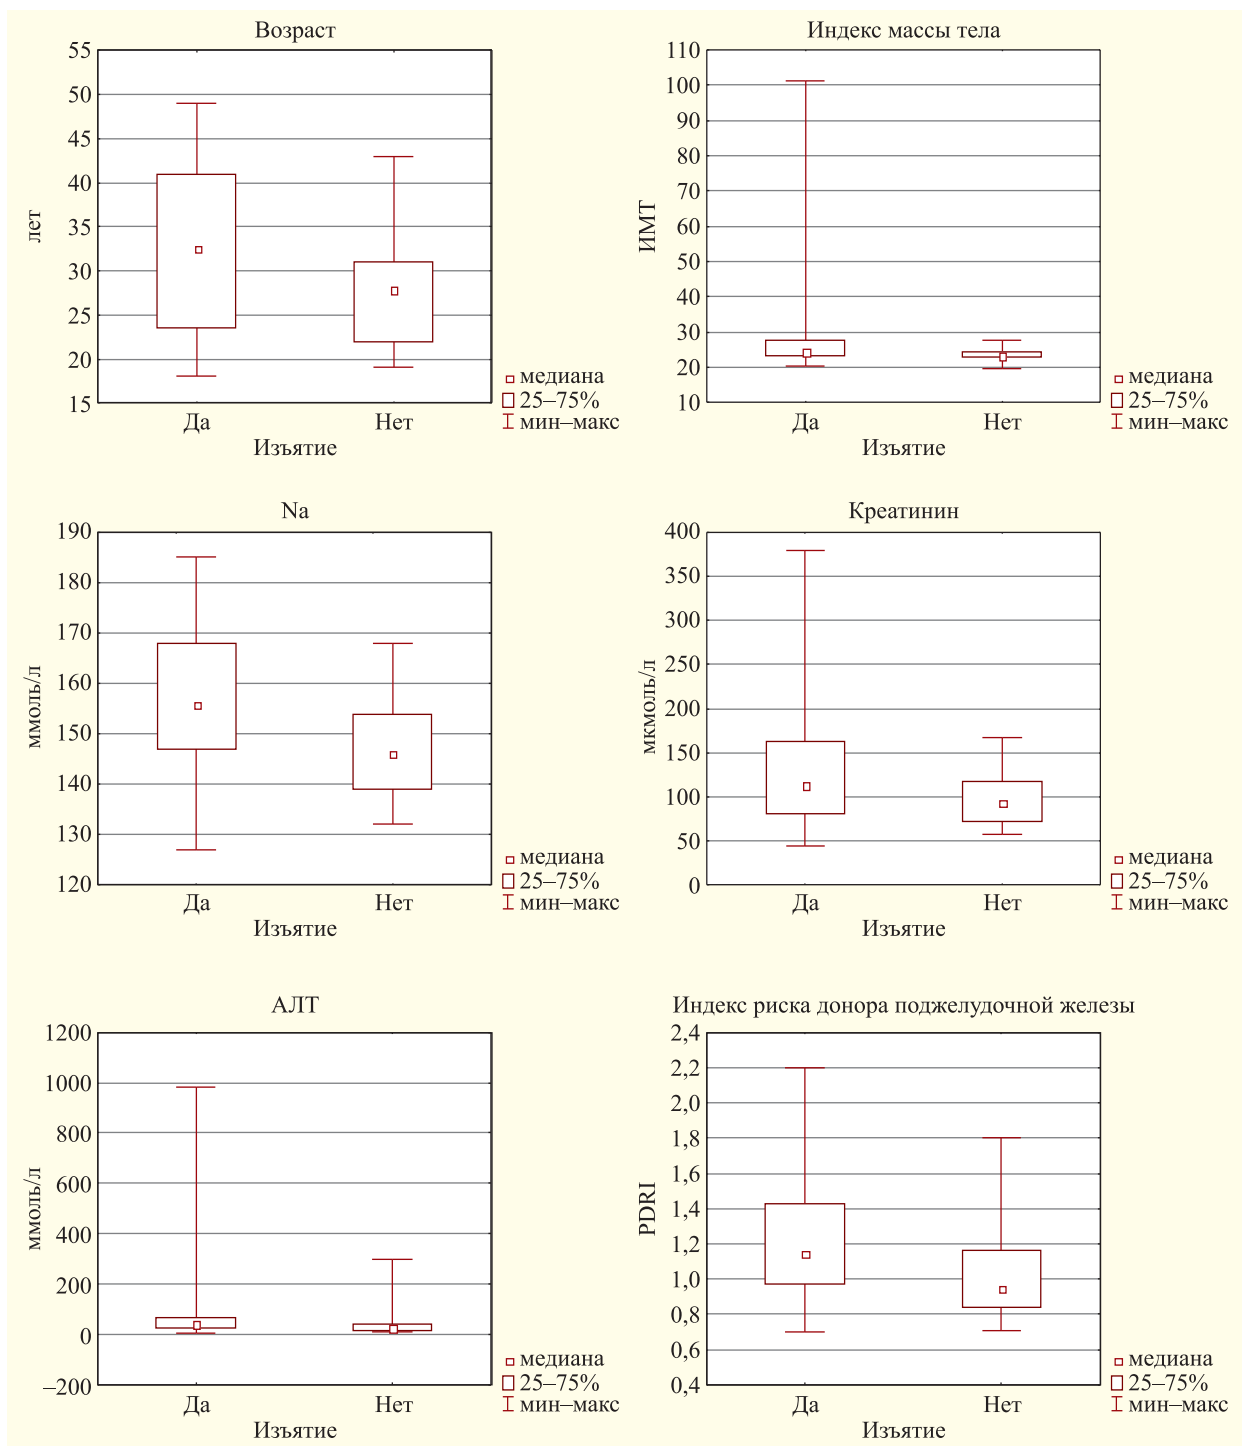 Возраст
55
50
45
40
35
30
25
20
15
лет
Да
Нет
Изъятие
медиана
25–75%
мин–макс
Индекс массы тела
110
100
90
80
70
60
50
40
30
20
10
ИМТ
Да
Нет
Изъятие
медиана
25–75%
мин–макс
Na
190
180
170
160
150
140
130
120
ммоль/л
Да
Нет
Изъятие
медиана
25–75%
мин–макс
Креатинин
400
350
300
250
200
150
100
50
0
мкмоль/л
Да
Нет
Изъятие
медиана
25–75%
мин–макс
АЛТ
1200
1000
800
600
400
200
0
–200
ммоль/л
Да
Нет
Изъятие
медиана
25–75%
мин–макс
Индекс риска донора поджелудочной железы
2,4
2,2
2,0
1,8
1,6
1,4
1,2
1,0
0,8
0,6
0,4
PDRI
Да
Нет
Изъятие
медиана
25–75%
мин–макс